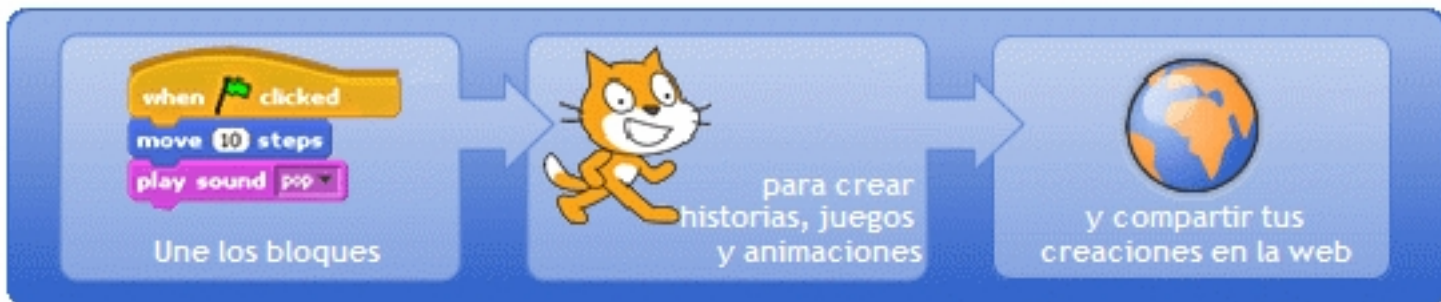 when clicked
move 10 steps
play sound pop
Une los bloques
para crear
historias, juegos
y animaciones
y compartir tus
creaciones en la web